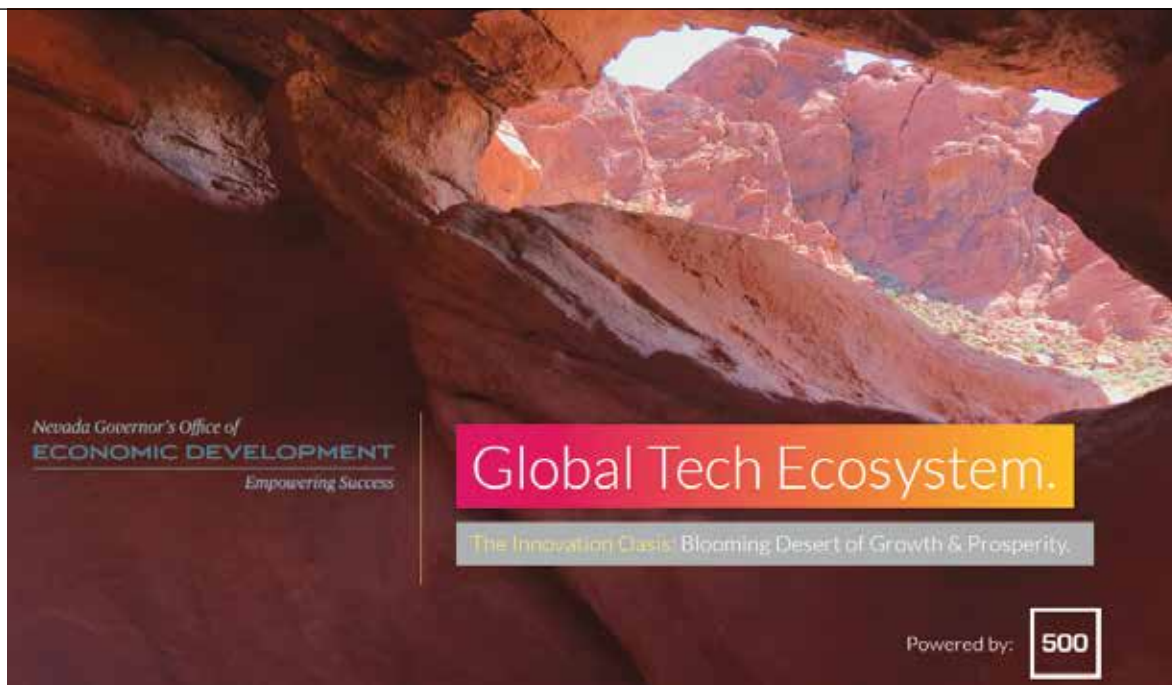 Nevada Governor's Office of
ECONOMIC DEVELOPMENT
Empowering Success
Global Tech Ecosystem.
The Innovation Oasis: Blooming Desert of Growth & Prosperity.
Powered by:
500